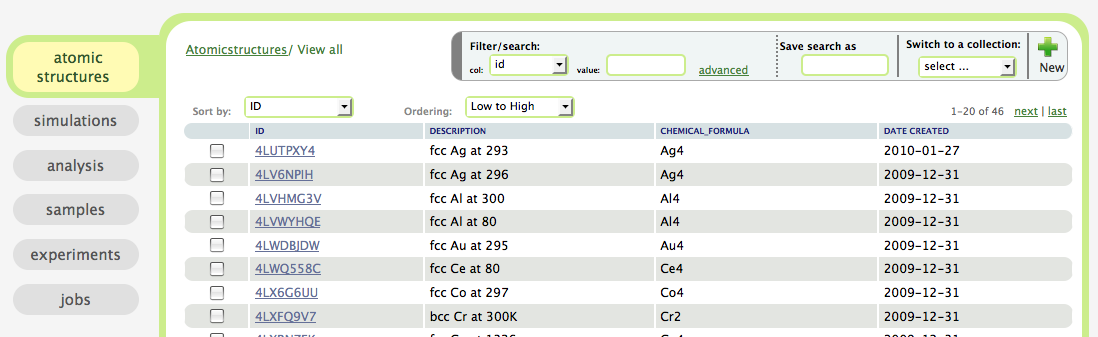 atomic structures
simulations
analysis
samples
experiments
jobs
Atomicstructures/ View all
Filter/search:
col: id value: advanced
Save search as
Switch to a collection:
select ...
New
Sort by: ID Ordering: Low to High 1-20 of 46 next | last
ID DESCRIPTION CHEMICAL_FORMULA DATE CREATED
4LUTPXY4 fcc Ag at 293 Ag4 2010-01-27
4LV6NPIH fcc Ag at 296 Ag4 2009-12-31
4LVHMG3V fcc Al at 300 Al4 2009-12-31
4LVWYHQE fcc Al at 80 Al4 2009-12-31
4LWDBJDW fcc Au at 295 Au4 2009-12-31
4LWQ558C fcc Ce at 80 Ce4 2009-12-31
4LX6G6UU fcc Co at 297 Co4 2009-12-31
4LXFQ9V7 bcc Cr at 300K Cr2 2009-12-31